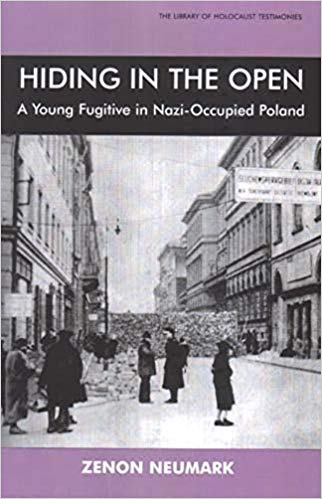 THE LIBRARY OF HOLOCAUST TESTIMONIES
HIDING IN THE OPEN
A Young Fugitive in Nazi-Occupied Poland
ZENON NEUMARK